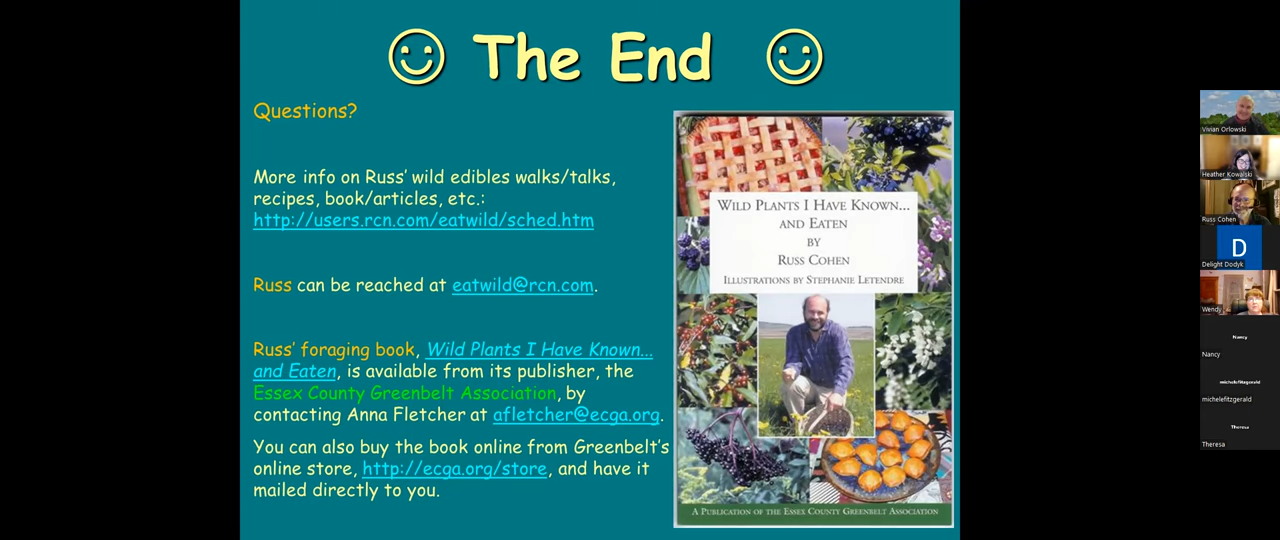 ☺ The End ☺
Questions?
More info on Russ' wild edibles walks/talks,
recipes, book/articles, etc.:
http://users.rcn.com/eatwild/sched.htm
Russ can be reached at eatwild@rcn.com.
Russ' foraging book, Wild Plants I Have Known...
and Eaten, is available from its publisher, the
Essex County Greenbelt Association, by
contacting Anna Fletcher at afletcher@ecga.org.
You can also buy the book online from Greenbelt's
online store, http://ecga.org/store, and have it
mailed directly to you.
WILD PLANTS I HAVE KNOWN...
AND EATEN
BY
RUSS COHEN
ILLUSTRATIONS BY STEPHANIE LETENDRE
A PUBLICATION OF THE ESSEX COUNTY GREENBELT ASSOCIATION
Vivian Orlowski
Heather Kowalski
Russ Cohen
D
Delight Dodyk
Wendy
Nancy
Nancy
michelefitzgerald
michelefitzgerald
Theresa
Theresa